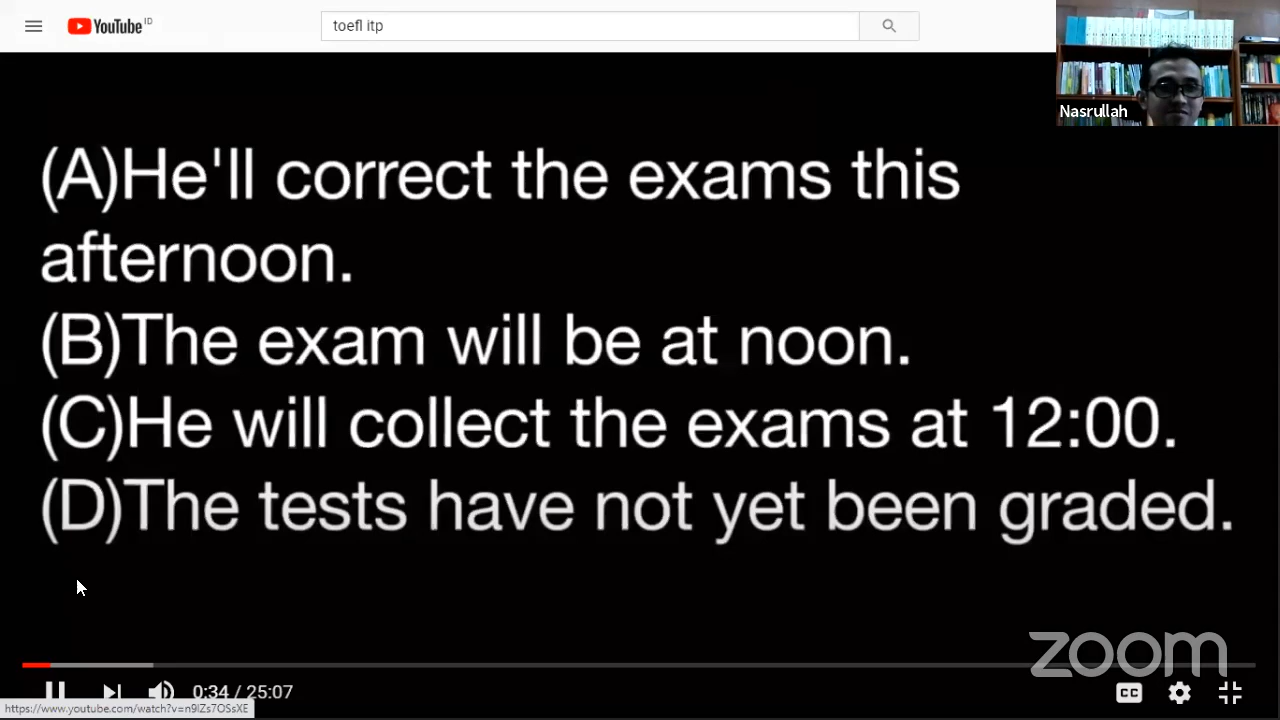 YouTube ID
toefl itp
Nasrullah
(A)He'll correct the exams this
afternoon.
(B)The exam will be at noon.
(C)He will collect the exams at 12:00.
(D)The tests have not yet been graded.
zoom
0:34 / 25:07
CC
https://www.youtube.com/watch?v=n9lZs7OSsXE